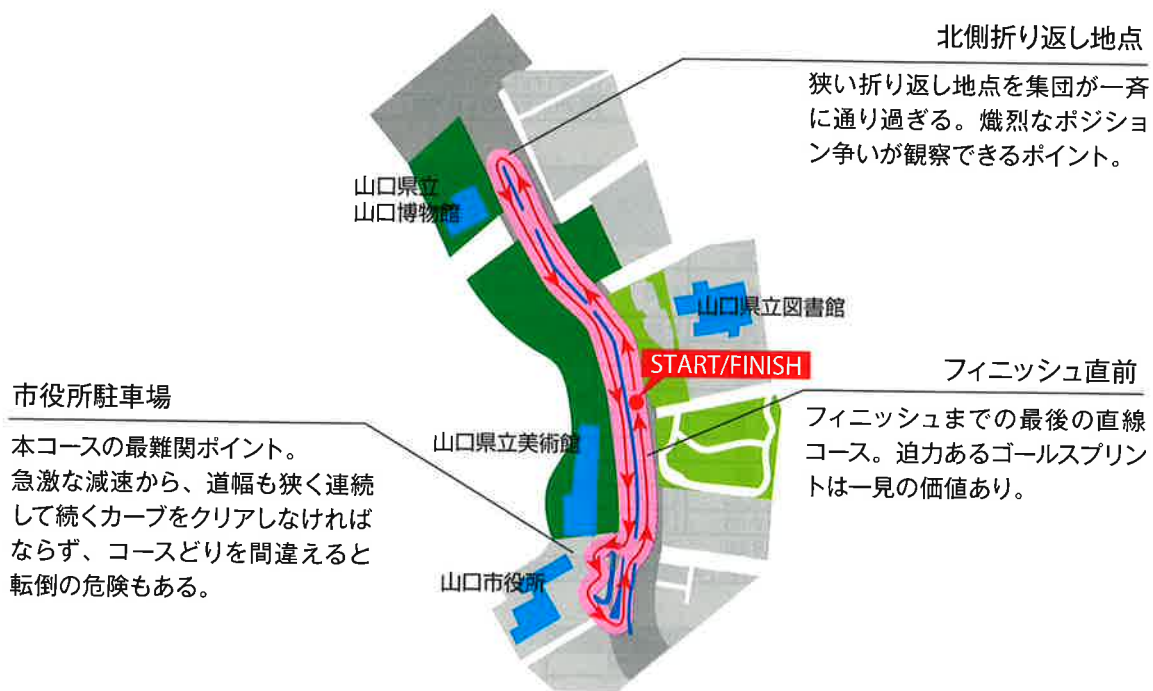 北側折り返し地点
狭い折り返し地点を集団が一斉
に通り過ぎる。熾烈なポジショ
ン争いが観察できるポイント。
山口県立
山口博物館
山口県立図書館
START/FINISH
フィニッシュ直前
フィニッシュまでの最後の直線
コース。迫力あるゴールスプリン
トは一見の価値あり。
市役所駐車場
本コースの最難関ポイント。
急激な減速から、道幅も狭く連続
して続くカーブをクリアしなければ
ならず、コースどりを間違えると
転倒の危険もある。
山口県立美術館
山口市役所